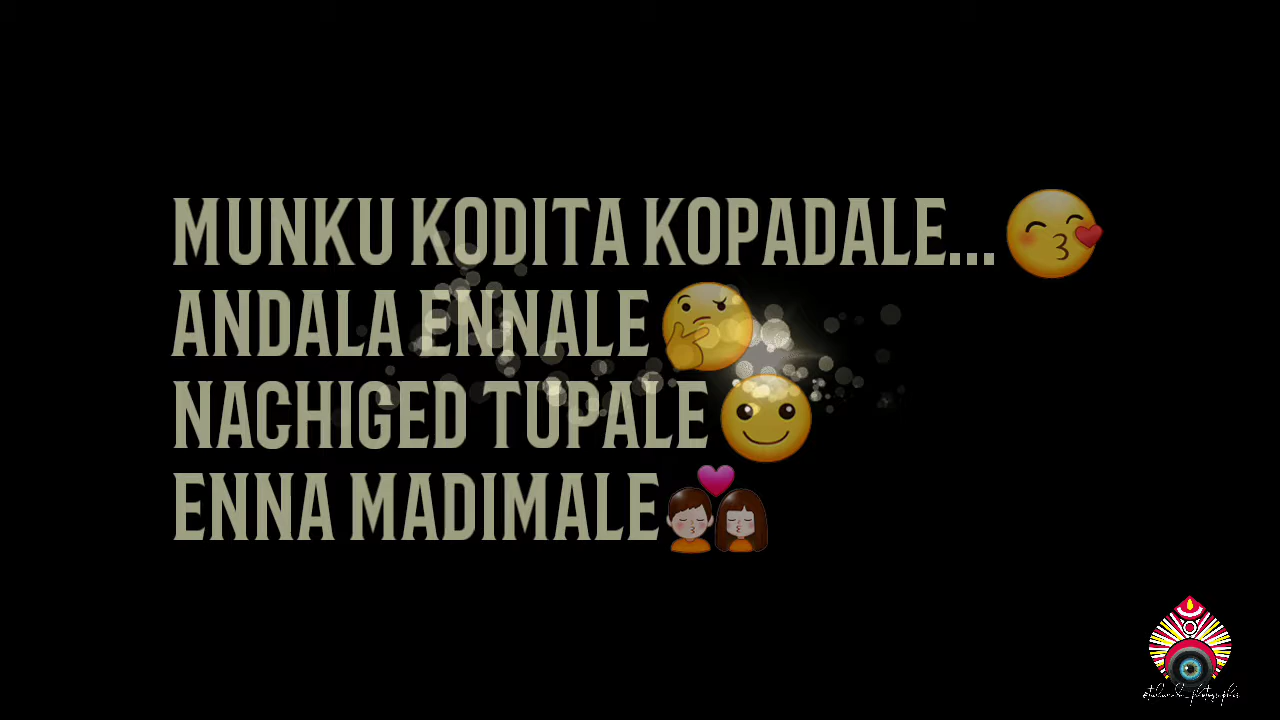 MUNKU KODITA KOPADALE...😙❤
ANDALA ENNALE🤔
NACHIGED TUPALE🙂
ENNA MADIMALE💏